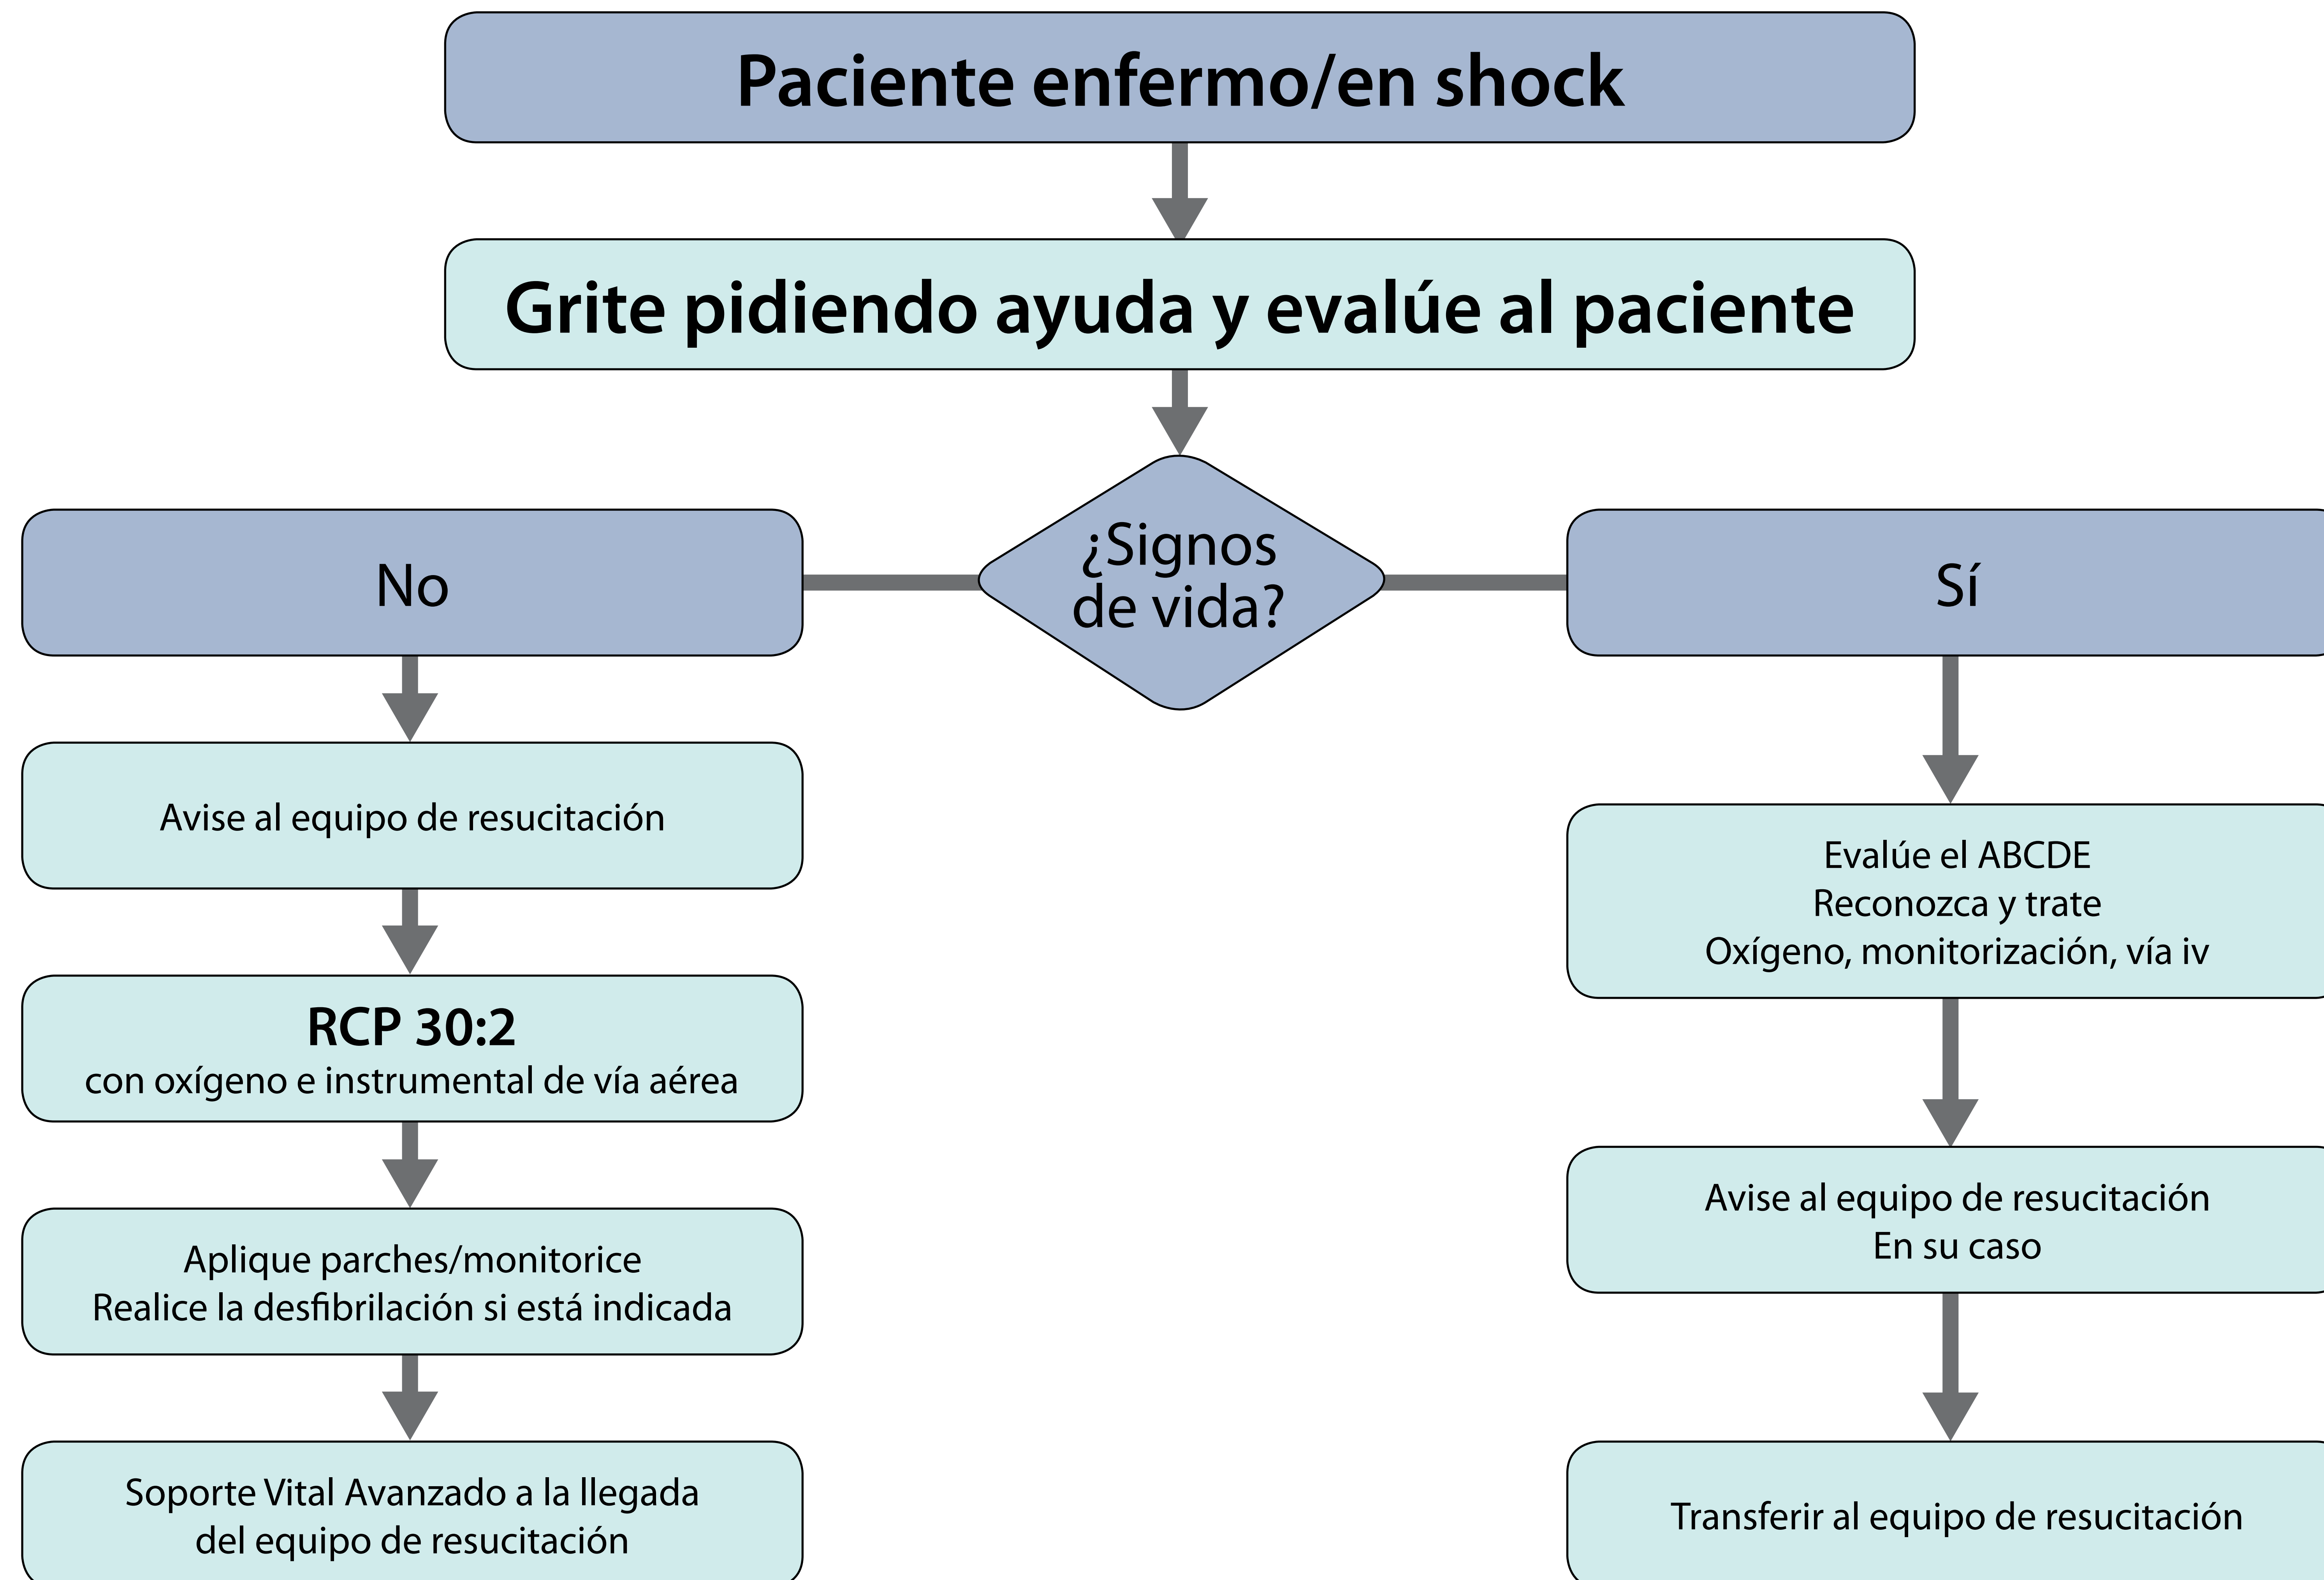 Paciente enfermo/en shock
Grite pidiendo ayuda y evalúe al paciente
¿Signos
de vida?
No
Avise al equipo de resucitación
RCP 30:2
con oxígeno e instrumental de vía aérea
Aplique parches/monitorice
Realice la desfibrilación si está indicada
Soporte Vital Avanzado a la llegada
del equipo de resucitación
Sí
Evalúe el ABCDE
Reconozca y trate
Oxígeno, monitorización, vía iv
Avise al equipo de resucitación
En su caso
Transferir al equipo de resucitación